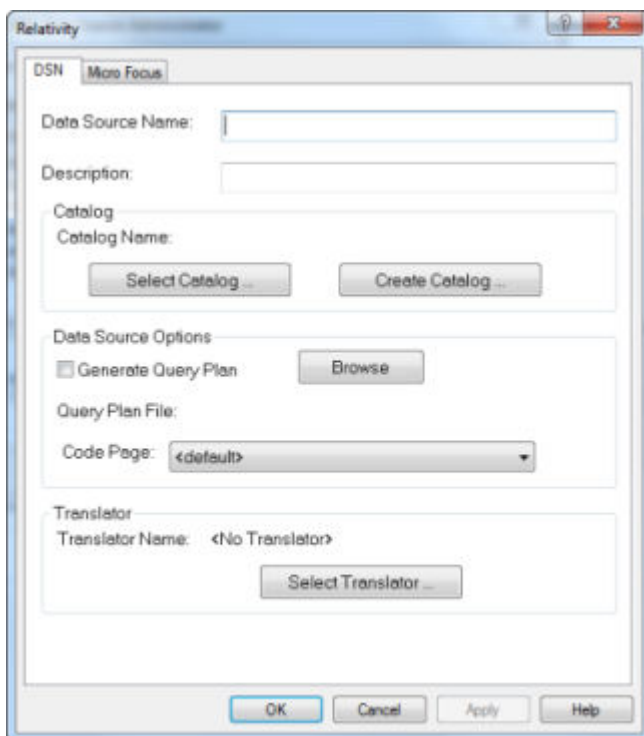 Relativity
DSN Micro Focus
Data Source Name:
Description:
Catalog
Catalog Name:
Select Catalog ... Create Catalog ...
Data Source Options
Generate Query Plan Browse
Query Plan File:
Code Page: <default>
Translator
Translator Name: <No Translator>
Select Translator ...
OK Cancel Apply Help